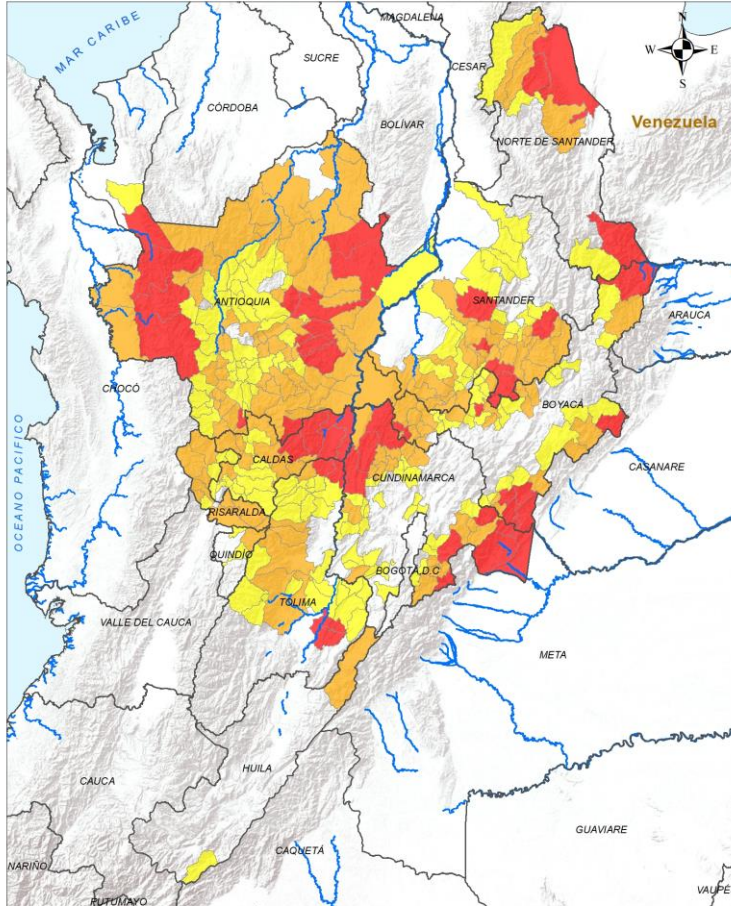 MAGDALENA
MAR CARIBE
SUCRE
CESAR
N
W E
S
CÓRDOBA
BOLÍVAR
Venezuela
NORTE DE SANTANDER
ANTIOQUIA
SANTANDER
ARAUCA
CHOCÓ
BOYACÁ
OCEANO PACIFICO
CALDAS
CASANARE
CUNDINAMARCA
RISARALDA
QUINDÍO
BOGOTÁ, D.C
TOLIMA
VALLE DEL CAUCA
META
HUILA
CAUCA
GUAVIARE
CAQUETÁ
NARIÑO
PUTUMAYO
VAUPÉ